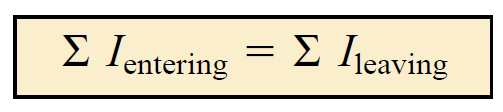 Σ I_entering = Σ I_leaving